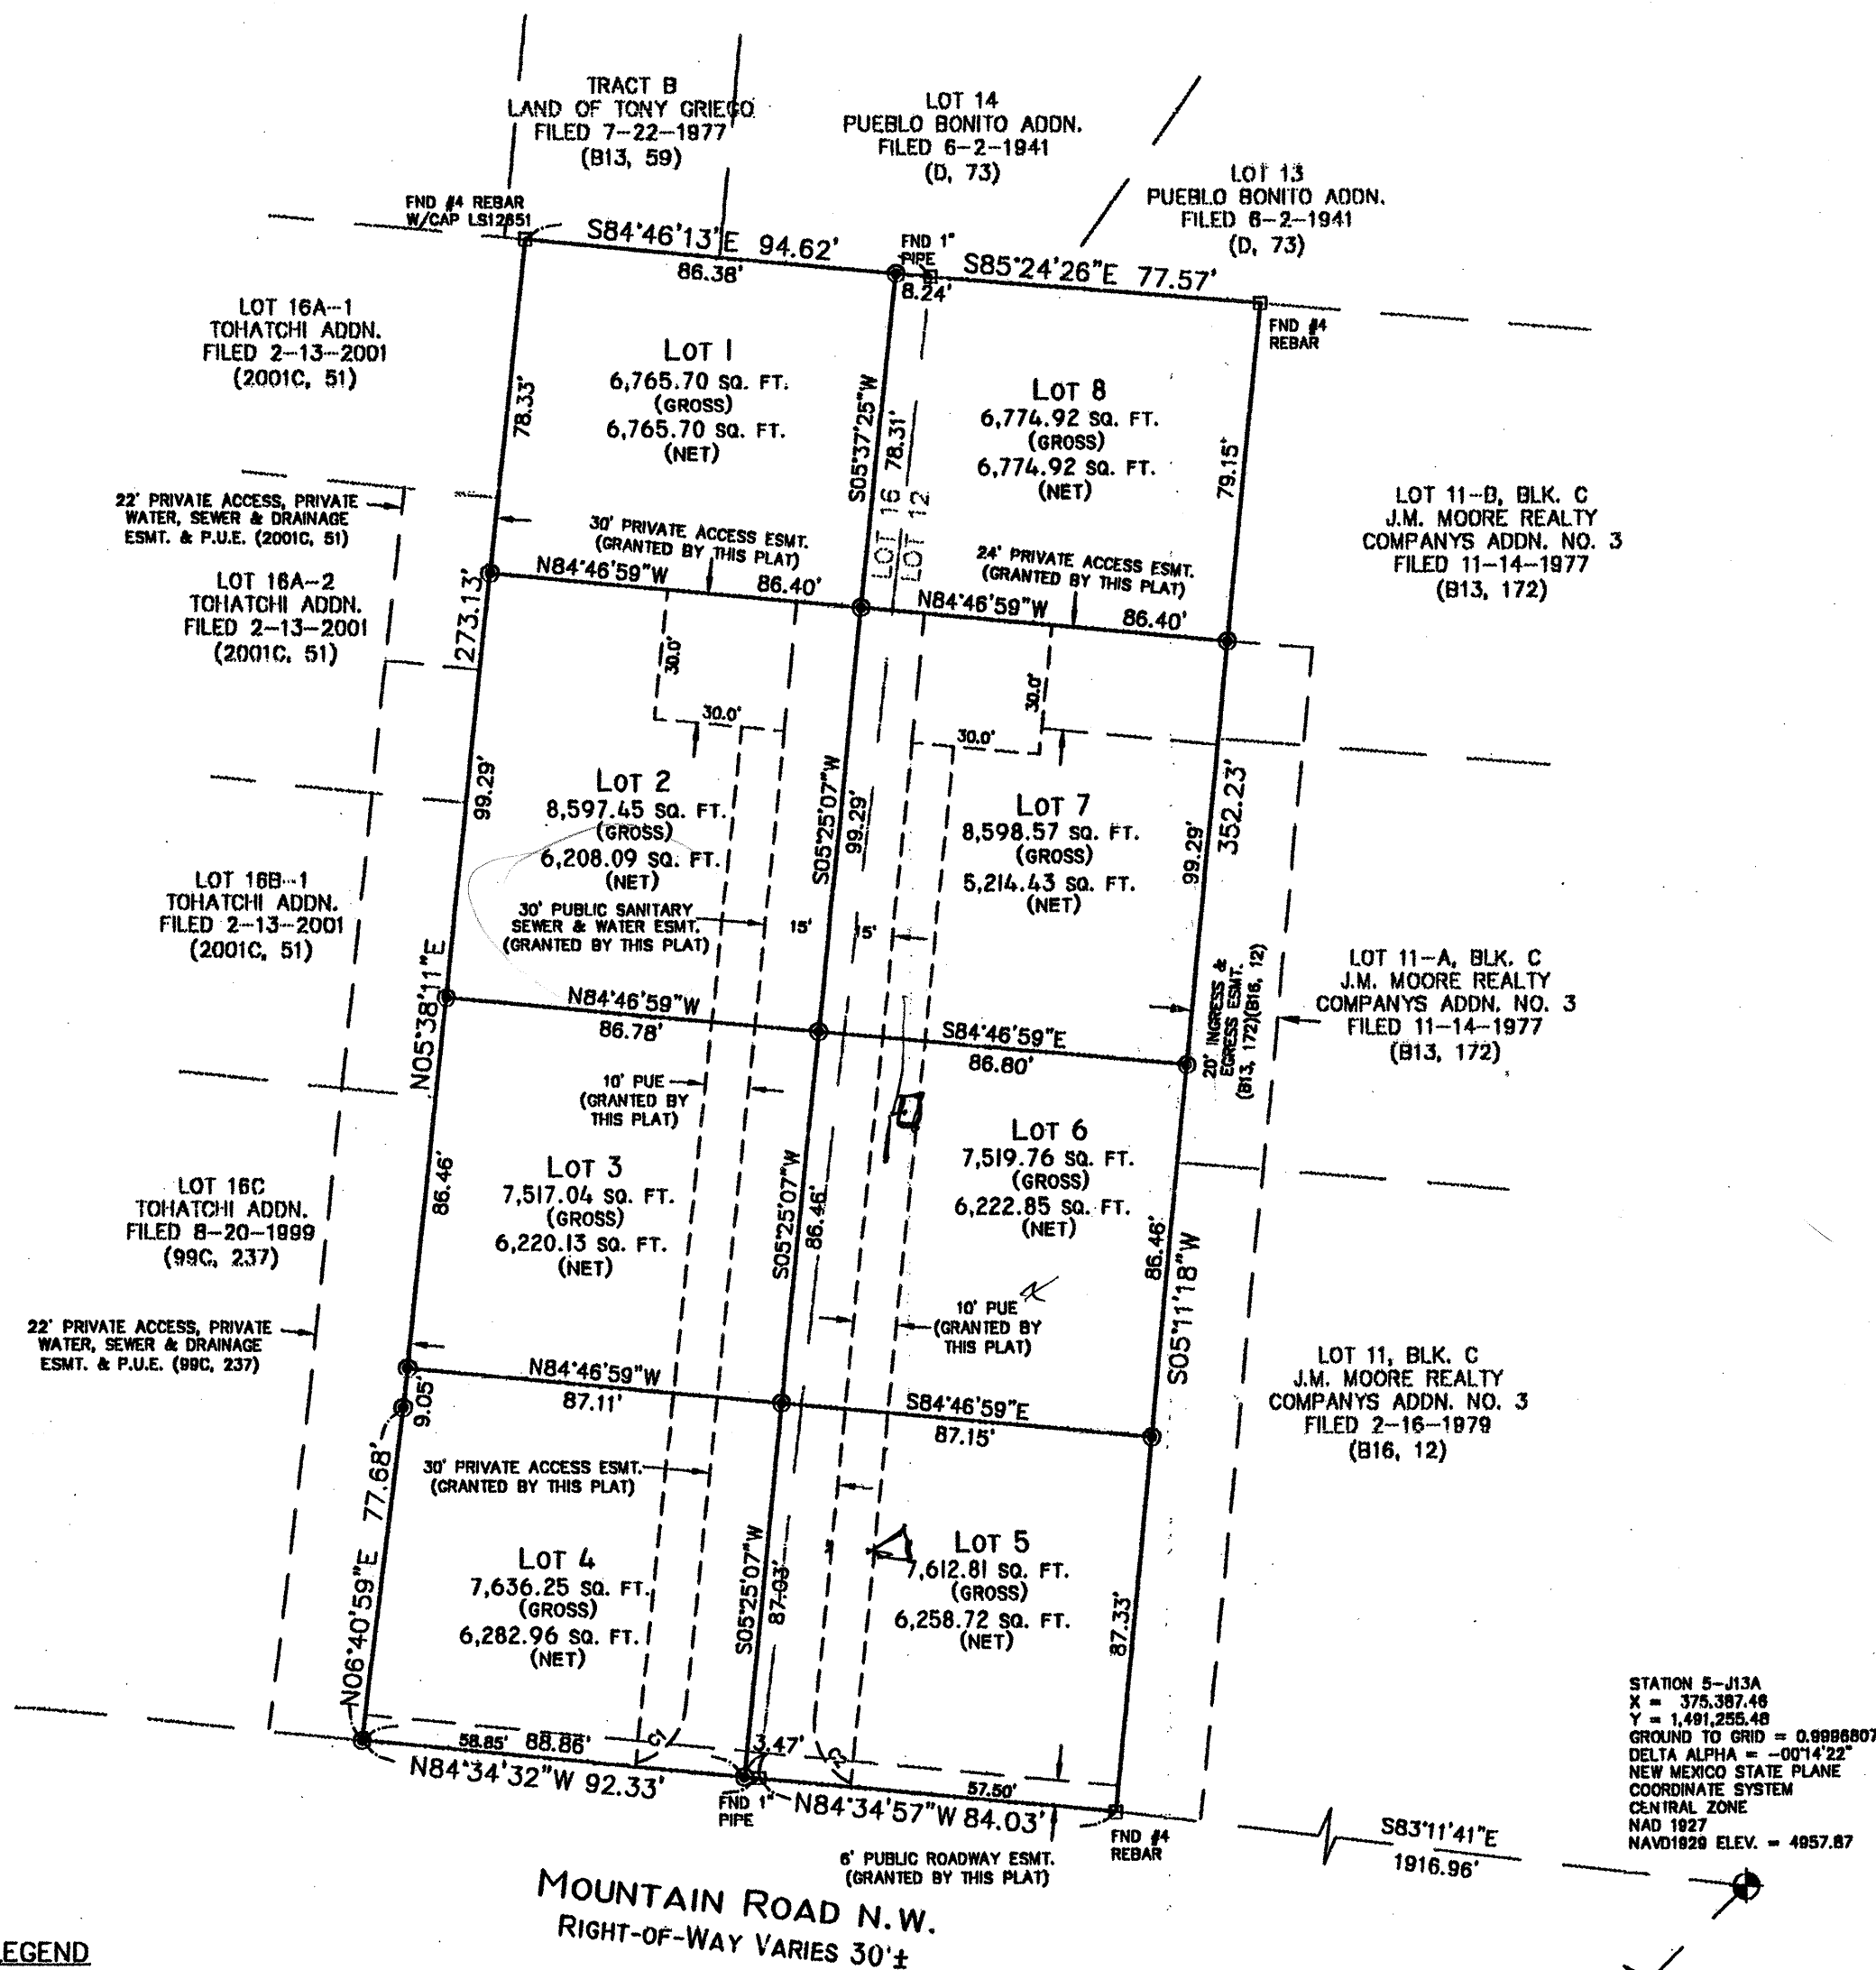 TRACT B
LAND OF TONY GRIEGO
FILED 7-22-1977
(B13, 59)
LOT 14
PUEBLO BONITO ADDN.
FILED 6-2-1941
(D, 73)
LOT 13
PUEBLO BONITO ADDN.
FILED 6-2-1941
(D, 73)
FND #4 REBAR
W/CAP LS12651
S84°46'13"E 94.62'
86.38'
FND 1"
PIPE
8.24'
S85°24'26"E 77.57'
FND #4
REBAR
LOT 16A-1
TOHATCHI ADDN.
FILED 2-13-2001
(2001C, 51)
78.33'
LOT 1
6,765.70 SQ. FT.
(GROSS)
6,765.70 SQ. FT.
(NET)
S05°37'25"W
78.31'
LOT 16
LOT 12
LOT 8
6,774.92 SQ. FT.
(GROSS)
6,774.92 SQ. FT.
(NET)
79.15'
LOT 11-B, BLK. C
J.M. MOORE REALTY
COMPANYS ADDN. NO. 3
FILED 11-14-1977
(B13, 172)
22' PRIVATE ACCESS, PRIVATE
WATER, SEWER & DRAINAGE
ESMT. & P.U.E. (2001C, 51)
30' PRIVATE ACCESS ESMT.
(GRANTED BY THIS PLAT)
24' PRIVATE ACCESS ESMT.
(GRANTED BY THIS PLAT)
N84°46'59"W
86.40'
N84°46'59"W
86.40'
LOT 16A-2
TOHATCHI ADDN.
FILED 2-13-2001
(2001C, 51)
273.13'
30.0'
30.0'
30.0'
30.0'
99.29'
LOT 2
8,597.45 SQ. FT.
(GROSS)
6,208.09 SQ. FT.
(NET)
S05°25'07"W
99.29'
LOT 7
8,598.57 SQ. FT.
(GROSS)
5,214.43 SQ. FT.
(NET)
99.29'
352.23'
LOT 16B-1
TOHATCHI ADDN.
FILED 2-13-2001
(2001C, 51)
30' PUBLIC SANITARY
SEWER & WATER ESMT.
(GRANTED BY THIS PLAT)
15'
15'
N05°38'11"E
20' INGRESS &
EGRESS ESMT.
(B13, 172)(B16, 12)
LOT 11-A, BLK. C
J.M. MOORE REALTY
COMPANYS ADDN. NO. 3
FILED 11-14-1977
(B13, 172)
N84°46'59"W
86.78'
S84°46'59"E
86.80'
10' PUE
(GRANTED BY
THIS PLAT)
86.46'
LOT 3
7,517.04 SQ. FT.
(GROSS)
6,220.13 SQ. FT.
(NET)
S05°25'07"W
86.46'
LOT 6
7,519.76 SQ. FT.
(GROSS)
6,222.85 SQ. FT.
(NET)
86.46'
S05°11'18"W
LOT 16C
TOHATCHI ADDN.
FILED 8-20-1999
(99C, 237)
10' PUE
(GRANTED BY
THIS PLAT)
22' PRIVATE ACCESS, PRIVATE
WATER, SEWER & DRAINAGE
ESMT. & P.U.E. (99C, 237)
LOT 11, BLK. C
J.M. MOORE REALTY
COMPANYS ADDN. NO. 3
FILED 2-16-1979
(B16, 12)
N84°46'59"W
87.11'
S84°46'59"E
87.15'
9.05'
30' PRIVATE ACCESS ESMT.
(GRANTED BY THIS PLAT)
N06°40'59"E 77.68'
LOT 4
7,636.25 SQ. FT.
(GROSS)
6,282.96 SQ. FT.
(NET)
S05°25'07"W
87.03'
LOT 5
7,612.81 SQ. FT.
(GROSS)
6,258.72 SQ. FT.
(NET)
87.33'
58.85' 88.86'
C1
3.47'
C2
57.50'
N84°34'32"W 92.33'
FND 1"
PIPE
N84°34'57"W 84.03'
FND #4
REBAR
6' PUBLIC ROADWAY ESMT.
(GRANTED BY THIS PLAT)
STATION 5-J13A
X = 375,387.46
Y = 1,491,255.48
GROUND TO GRID = 0.9996807
DELTA ALPHA = -00°14'22"
NEW MEXICO STATE PLANE
COORDINATE SYSTEM
CENTRAL ZONE
NAD 1927
NAVD1929 ELEV. = 4957.87
S83°11'41"E
1916.96'
MOUNTAIN ROAD N.W.
RIGHT-OF-WAY VARIES 30'±
EGEND